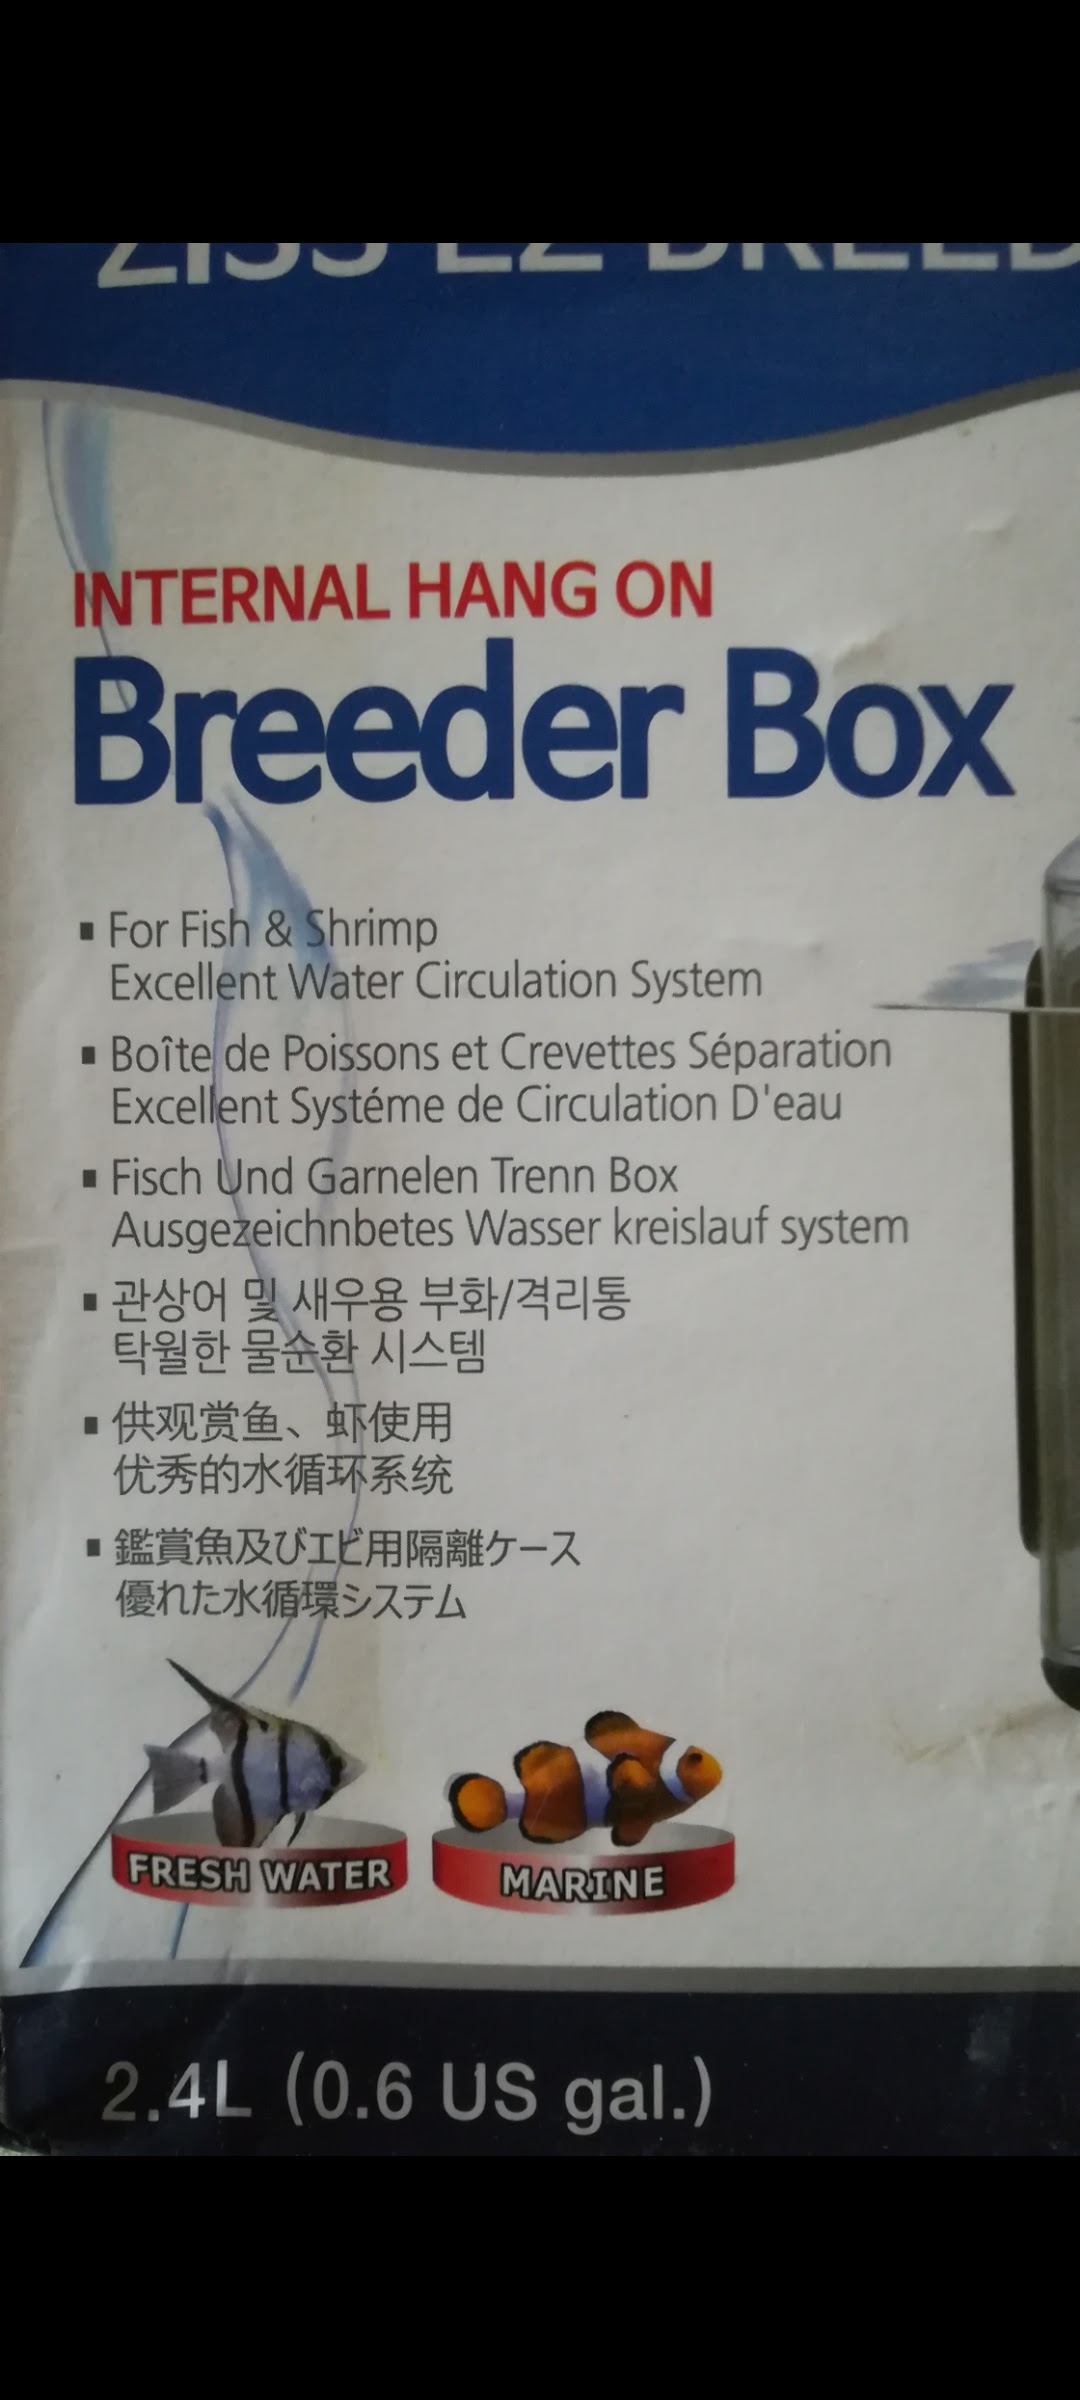 ZISS EZ BREED
INTERNAL HANG ON
Breeder Box
▪ For Fish & Shrimp
Excellent Water Circulation System
▪ Boîte de Poissons et Crevettes Séparation
Excellent Systéme de Circulation D'eau
▪ Fisch Und Garnelen Trenn Box
Ausgezeichnbetes Wasser kreislauf system
▪ 관상어 및 새우용 부화/격리통
탁월한 물순환 시스템
▪ 供观赏鱼、虾使用
优秀的水循环系统
▪ 鑑賞魚及びエビ用隔離ケース
優れた水循環システム
FRESH WATER
MARINE
2.4L (0.6 US gal.)